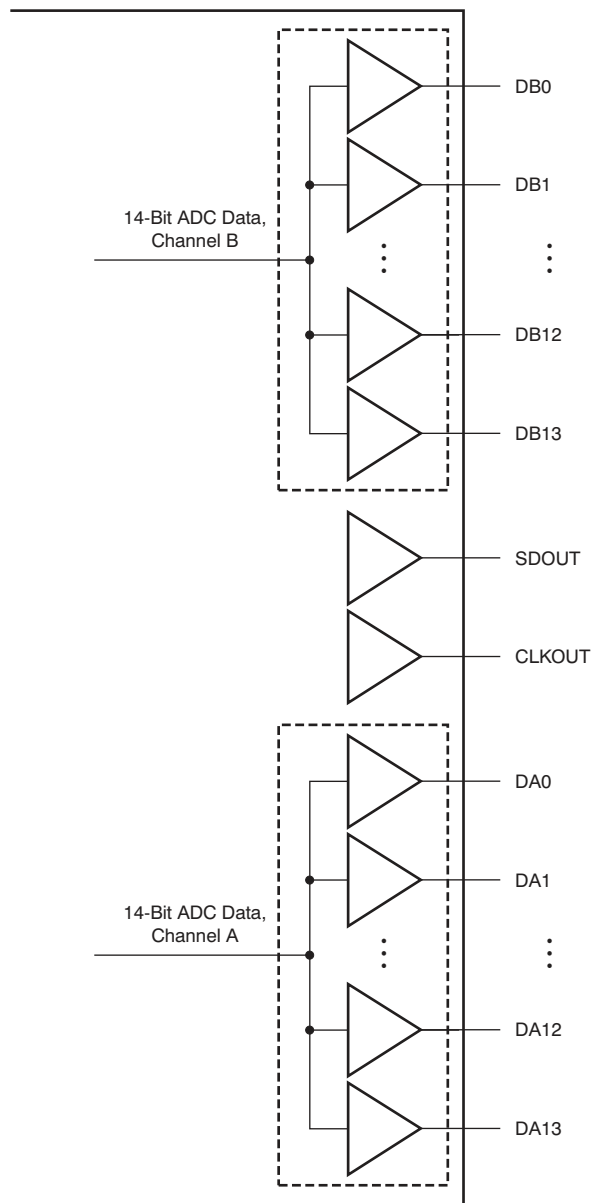 DB0
DB1
14-Bit ADC Data,
Channel B
DB12
DB13
SDOUT
CLKOUT
DA0
DA1
14-Bit ADC Data,
Channel A
DA12
DA13